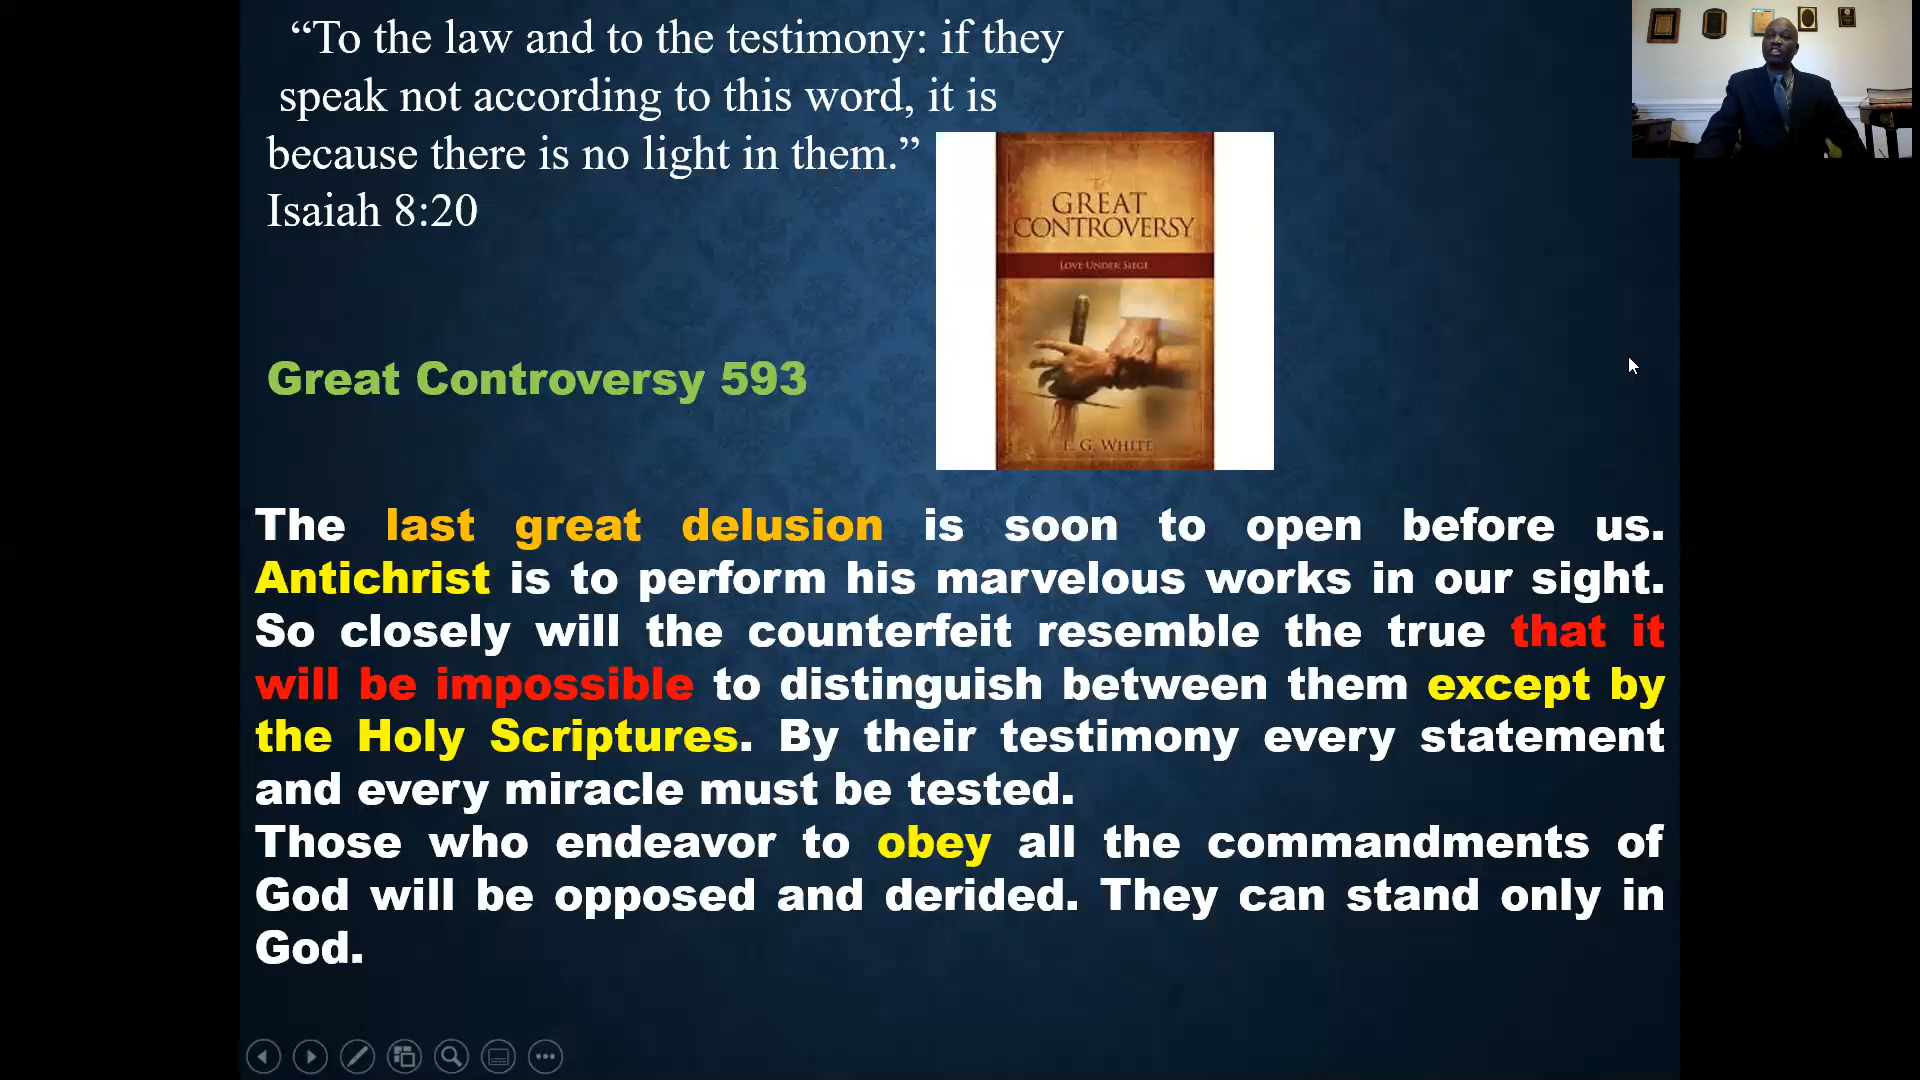 “To the law and to the testimony: if they
speak not according to this word, it is
because there is no light in them.”
Isaiah 8:20
The
GREAT
CONTROVERSY
LOVE UNDER SIEGE
E. G. WHITE
Great Controversy 593
The last great delusion is soon to open before us.
Antichrist is to perform his marvelous works in our sight.
So closely will the counterfeit resemble the true that it
will be impossible to distinguish between them except by
the Holy Scriptures. By their testimony every statement
and every miracle must be tested.
Those who endeavor to obey all the commandments of
God will be opposed and derided. They can stand only in
God.